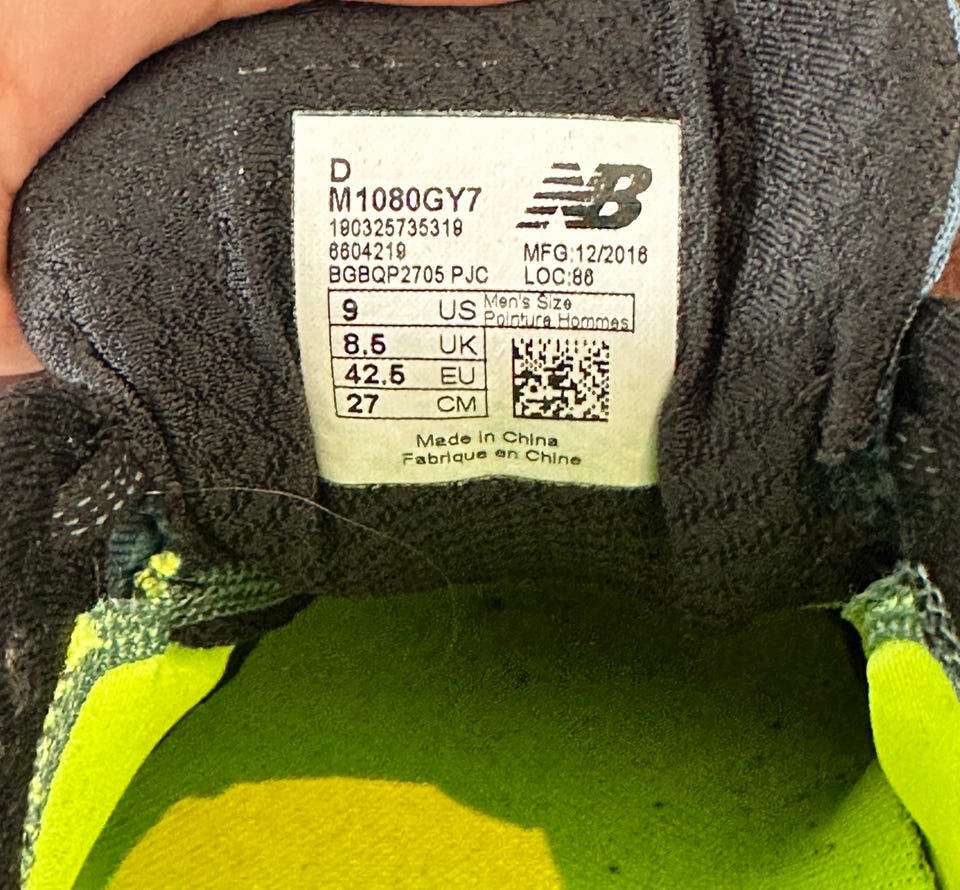 D
M1080GY7
NB
190325735319
6604219
MFG:12/2016
BGBQP2705 PJC
LOC:86
9 US Men's Size
Pointure Hommes
8.5 UK
42.5 EU
27 CM
Made in China
Fabriqué en Chine